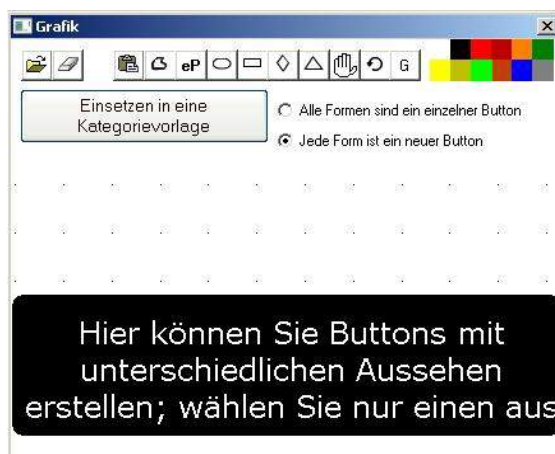 Grafik
eP
G
Einsetzen in eine
Kategorievorlage
Alle Formen sind ein einzelner Button
Jede Form ist ein neuer Button
Hier können Sie Buttons mit
unterschiedlichen Aussehen
erstellen; wählen Sie nur einen aus